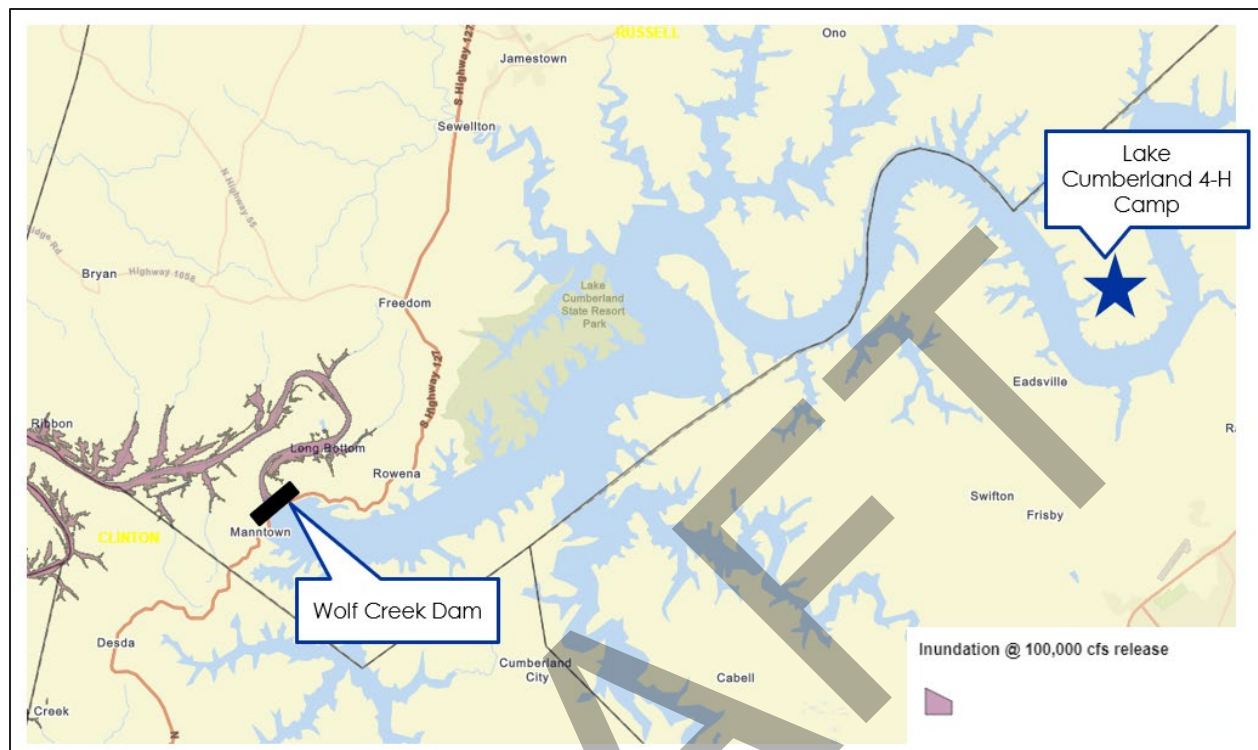 RUSSELL
Ono
Jamestown
S Highway 127
Sewellton
Lake
Cumberland 4-H
Camp
N Highway 55
Bryan
Highway 1058
Freedom
Lake
Cumberland
State Resort
Park
S Highway 127
Eadsville
Ribbon
Long Bottom
Rowena
Swifton
Frisby
Manntown
CLINTON
Wolf Creek Dam
Desda
Cumberland
City
Cabell
Creek
N
Inundation @ 100,000 cfs release
AFT